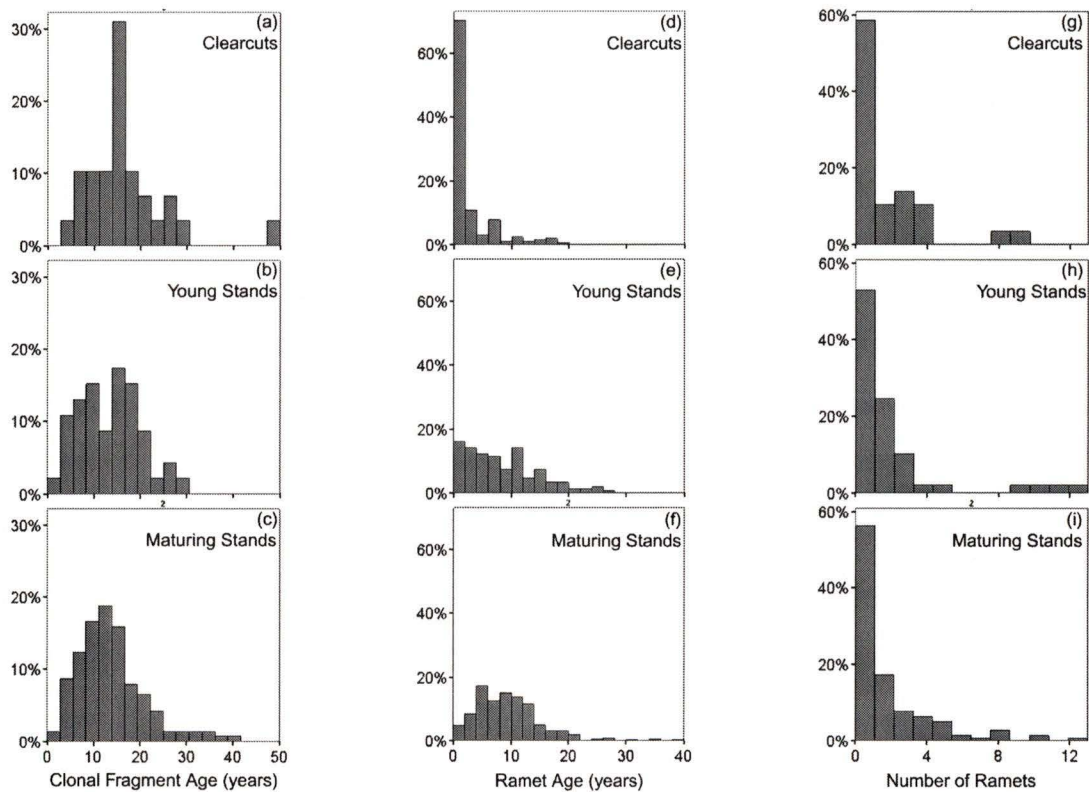 (a)
Clearcuts
30%
20%
10%
0%
(b)
Young Stands
30%
20%
10%
0%
(c)
Maturing Stands
30%
20%
10%
0%
0 10 20 30 40 50
Clonal Fragment Age (years)
(d)
Clearcuts
60%
40%
20%
0%
(e)
Young Stands
60%
40%
20%
0%
2
(f)
Maturing Stands
60%
40%
20%
0%
0 10 20 30 40
Ramet Age (years)
(g)
Clearcuts
60%
40%
20%
0%
(h)
Young Stands
60%
40%
20%
0%
2
(i)
Maturing Stands
60%
40%
20%
0%
0 4 8 12
Number of Ramets